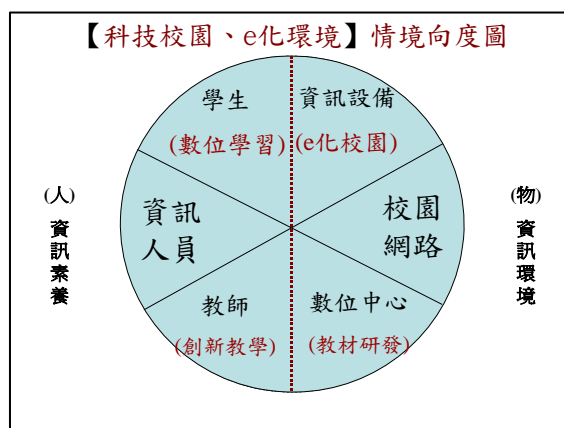 【科技校園、e化環境】情境向度圖
學生
(數位學習)
資訊設備
(e化校園)
(人)
資訊素養
資訊
人員
校園
網路
(物)
資訊環境
教師
(創新教學)
數位中心
(教材研發)